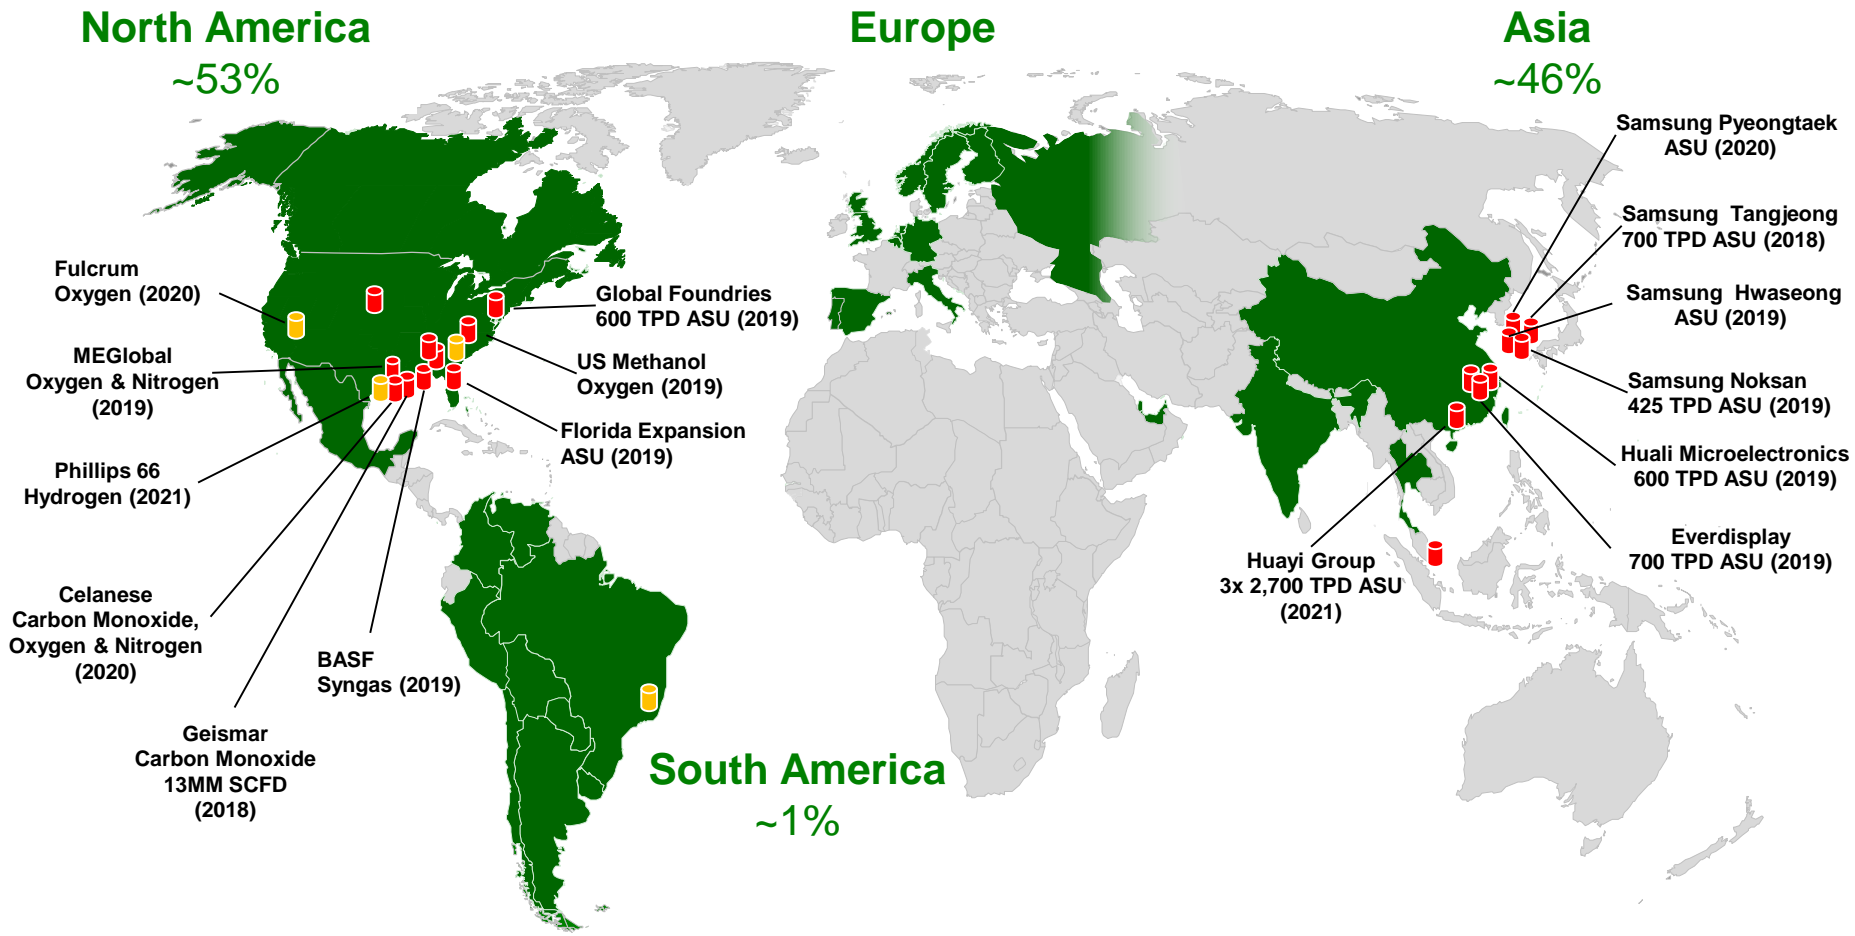 North America
~53%
Europe
Asia
~46%
Fulcrum
Oxygen (2020)
MEGlobal
Oxygen & Nitrogen
(2019)
Phillips 66
Hydrogen (2021)
Celanese
Carbon Monoxide,
Oxygen & Nitrogen
(2020)
Geismar
Carbon Monoxide
13MM SCFD
(2018)
BASF
Syngas (2019)
Global Foundries
600 TPD ASU (2019)
US Methanol
Oxygen (2019)
Florida Expansion
ASU (2019)
South America
~1%
Samsung Pyeongtaek
ASU (2020)
Samsung Tangjeong
700 TPD ASU (2018)
Samsung Hwaseong
ASU (2019)
Samsung Noksan
425 TPD ASU (2019)
Huali Microelectronics
600 TPD ASU (2019)
Everdisplay
700 TPD ASU (2019)
Huayi Group
3x 2,700 TPD ASU
(2021)